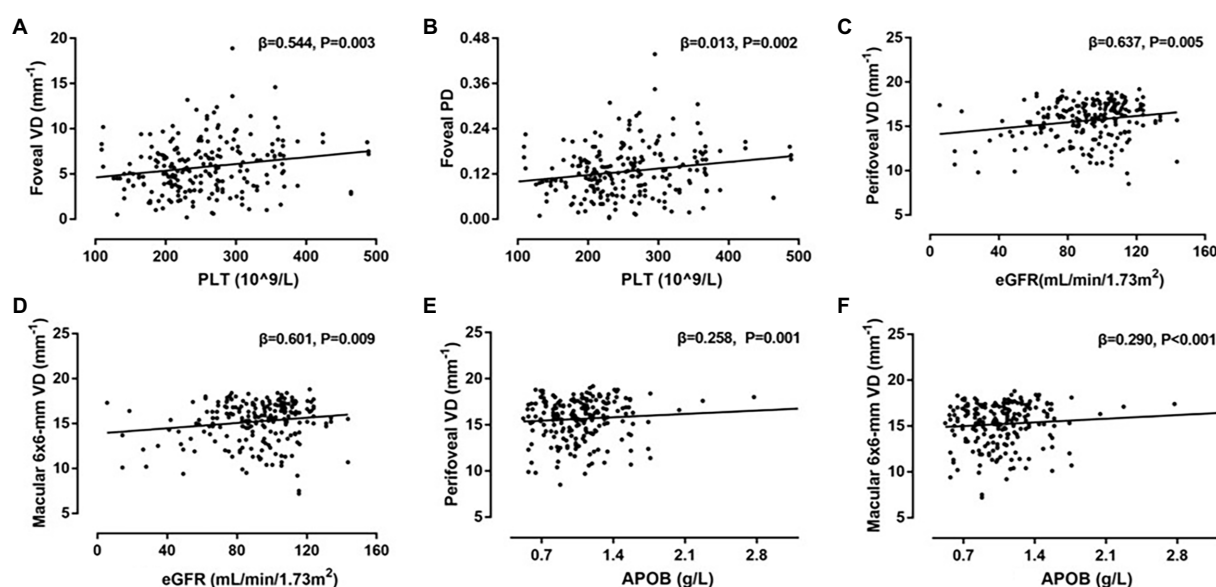 A
β=0.544, P=0.003
Foveal VD (mm⁻¹)
20
15
10
5
0
100 200 300 400 500
PLT (10^9/L)
B
β=0.013, P=0.002
Foveal PD
0.48
0.36
0.24
0.12
0.00
100 200 300 400 500
PLT (10^9/L)
C
β=0.637, P=0.005
Perifoveal VD (mm⁻¹)
25
20
15
10
5
0 40 80 120 160
eGFR(mL/min/1.73m²)
D
β=0.601, P=0.009
Macular 6x6-mm VD (mm⁻¹)
25
20
15
10
5
0 40 80 120 160
eGFR (mL/min/1.73m²)
E
β=0.258, P=0.001
Perifoveal VD (mm⁻¹)
25
20
15
10
5
0.7 1.4 2.1 2.8
APOB (g/L)
F
β=0.290, P<0.001
Macular 6x6-mm VD (mm⁻¹)
25
20
15
10
5
0.7 1.4 2.1 2.8
APOB (g/L)